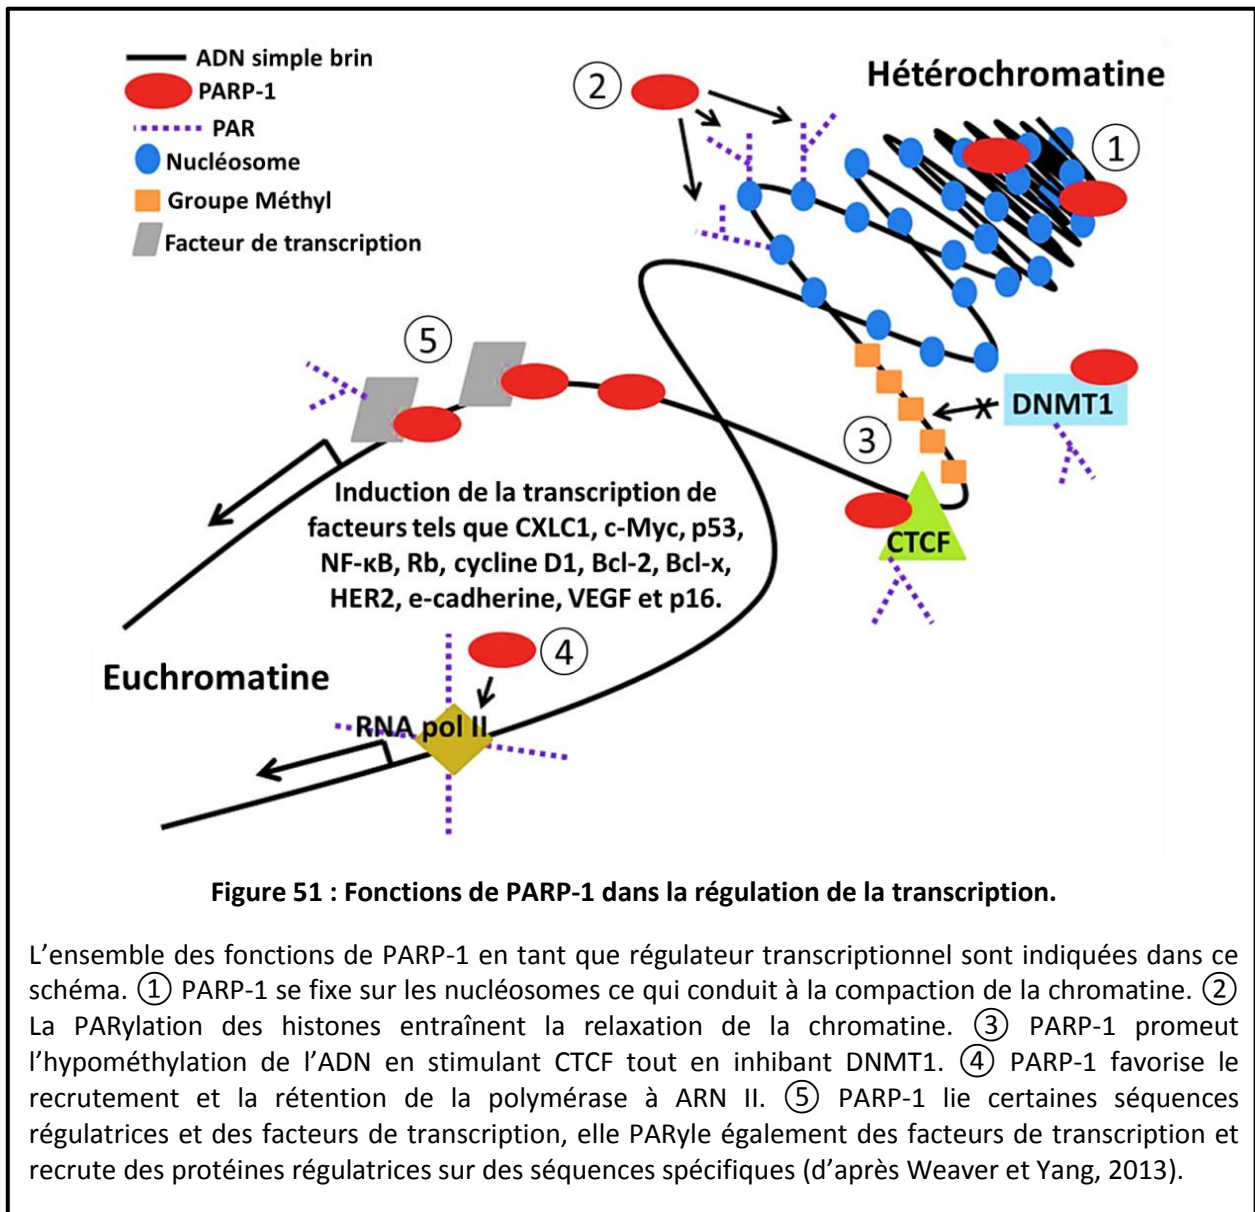 ADN simple brin
PARP-1
PAR
Nucléosome
Groupe Méthyl
Facteur de transcription
Hétérochromatine
②
①
⑤
DNMT1
X
③
CTCF
Induction de la transcription de
facteurs tels que CXLC1, c-Myc, p53,
NF-κB, Rb, cycline D1, Bcl-2, Bcl-x,
HER2, e-cadherine, VEGF et p16.
④
Euchromatine
RNA pol II
Figure 51 : Fonctions de PARP-1 dans la régulation de la transcription.
L’ensemble des fonctions de PARP-1 en tant que régulateur transcriptionnel sont indiquées dans ce
schéma. ① PARP-1 se fixe sur les nucléosomes ce qui conduit à la compaction de la chromatine. ②
La PARylation des histones entraînent la relaxation de la chromatine. ③ PARP-1 promeut
l’hypométhylation de l’ADN en stimulant CTCF tout en inhibant DNMT1. ④ PARP-1 favorise le
recrutement et la rétention de la polymérase à ARN II. ⑤ PARP-1 lie certaines séquences
régulatrices et des facteurs de transcription, elle PARyle également des facteurs de transcription et
recrute des protéines régulatrices sur des séquences spécifiques (d’après Weaver et Yang, 2013).